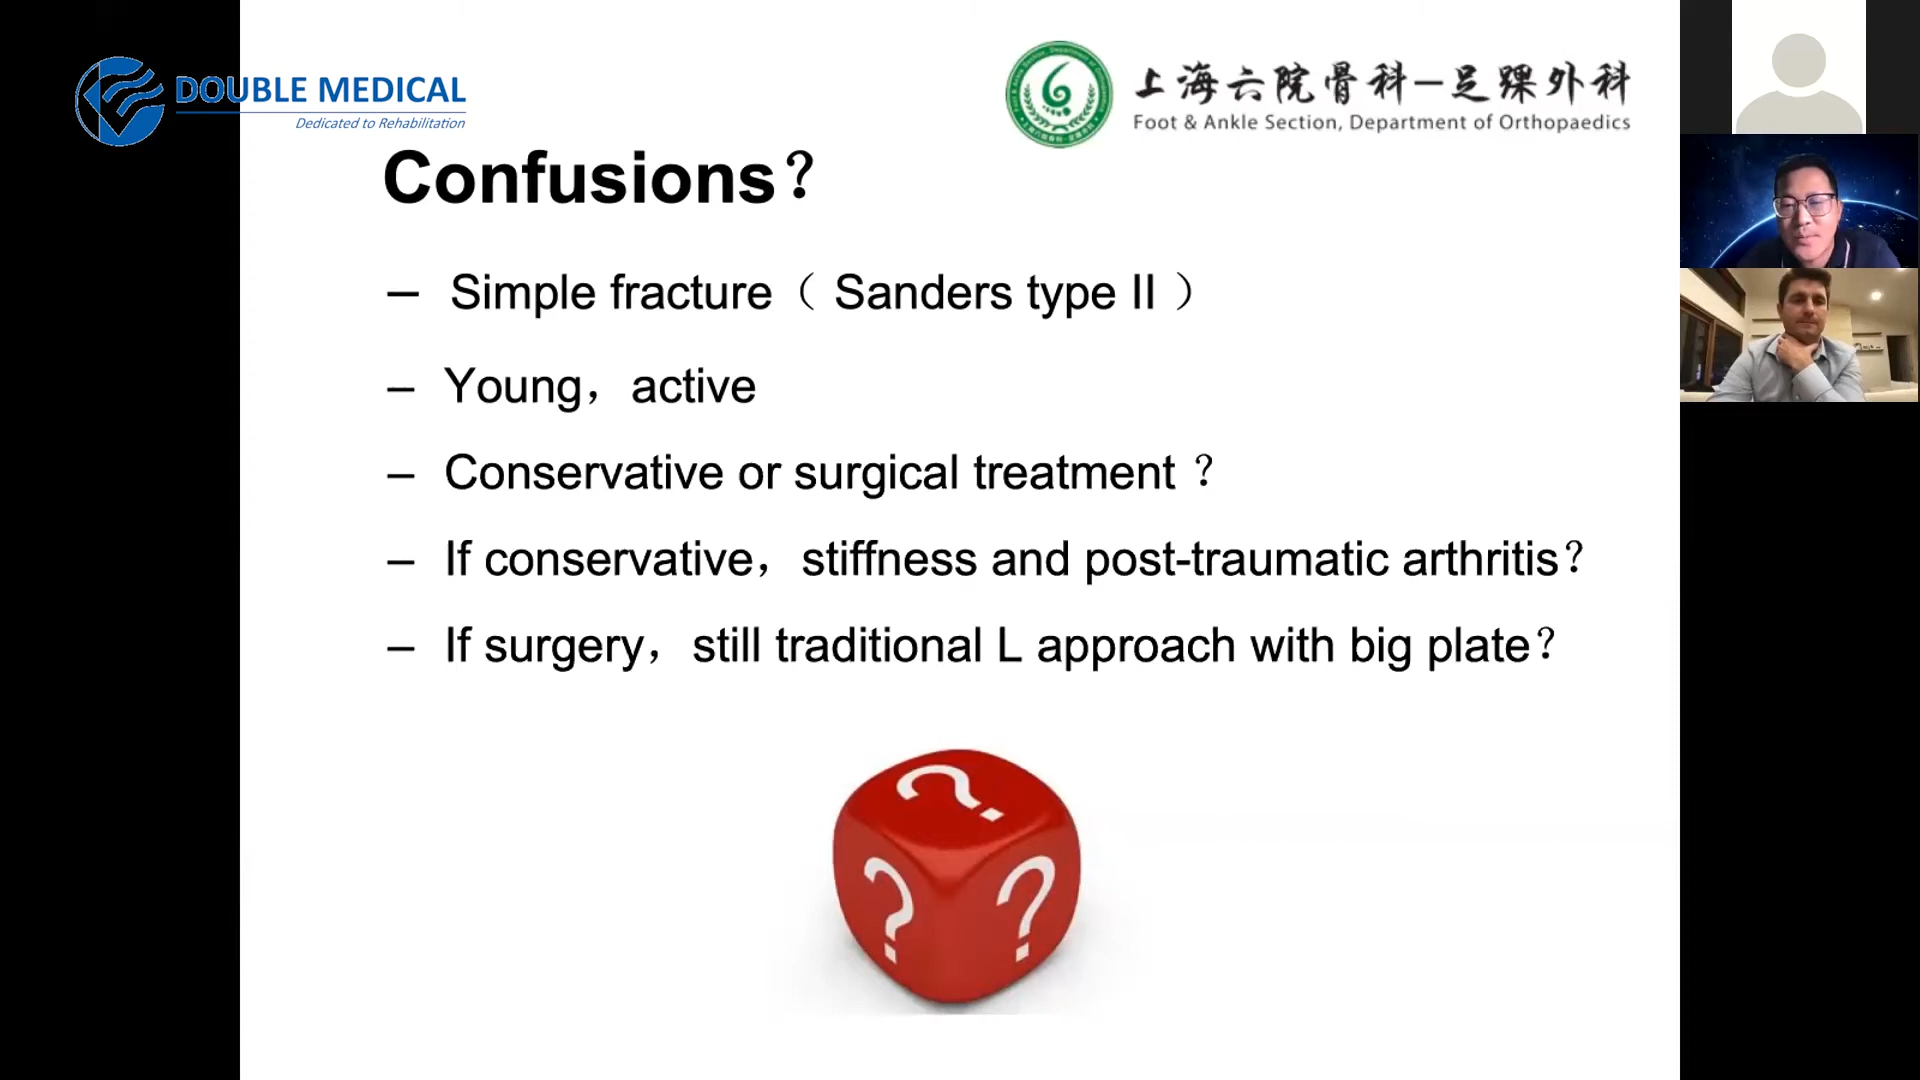 DOUBLE MEDICAL
Dedicated to Rehabilitation
上海六院骨科—足踝外科
Foot & Ankle Section, Department of Orthopaedics
Confusions？
– Simple fracture（ Sanders type II ）
– Young，active
– Conservative or surgical treatment ？
– If conservative，stiffness and post-traumatic arthritis？
– If surgery，still traditional L approach with big plate？
? ? ?